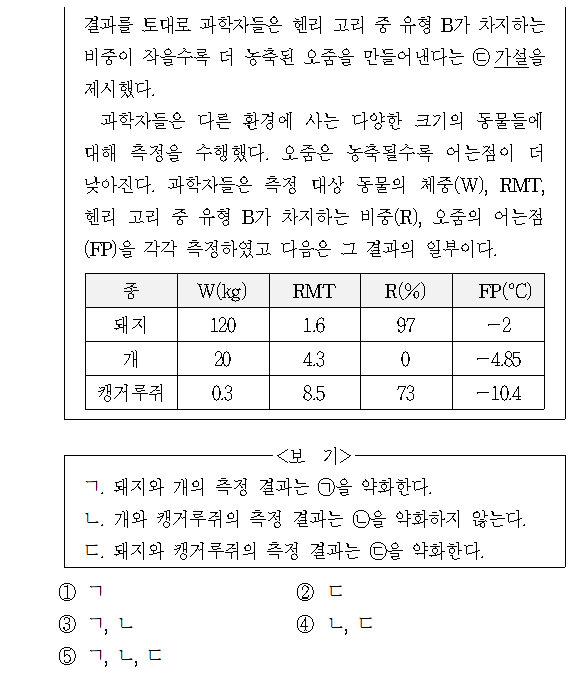 결과를 토대로 과학자들은 헨리 고리 중 유형 B가 차지하는
비중이 작을수록 더 농축된 오줌을 만들어낸다는 ㉢가설을
제시했다.
과학자들은 다른 환경에 사는 다양한 크기의 동물들에
대해 측정을 수행했다. 오줌은 농축될수록 어는점이 더
낮아진다. 과학자들은 측정 대상 동물의 체중(W), RMT,
헨리 고리 중 유형 B가 차지하는 비중(R), 오줌의 어는점
(FP)을 각각 측정하였고 다음은 그 결과의 일부이다.
종 W(kg) RMT R(%) FP(℃)
돼지 120 1.6 97 -2
개 20 4.3 0 -4.85
캥거루쥐 0.3 8.5 73 -10.4
<보 기>
ㄱ. 돼지와 개의 측정 결과는 ㉠을 약화한다.
ㄴ. 개와 캥거루쥐의 측정 결과는 ㉡을 약화하지 않는다.
ㄷ. 돼지와 캥거루쥐의 측정 결과는 ㉢을 약화한다.
① ㄱ ② ㄷ
③ ㄱ, ㄴ ④ ㄴ, ㄷ
⑤ ㄱ, ㄴ, ㄷ